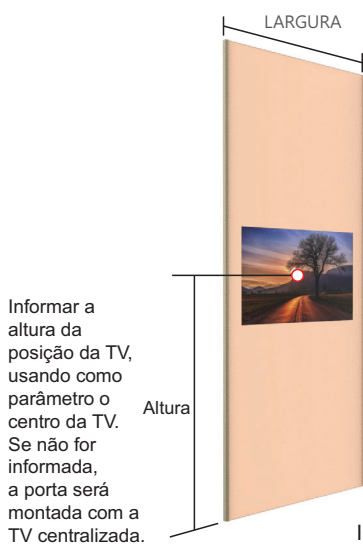 LARGURA
Informar a
altura da
posição da TV,
usando como
parâmetro o
centro da TV.
Se não for
informada,
a porta será
montada com a
TV centralizada.
Altura